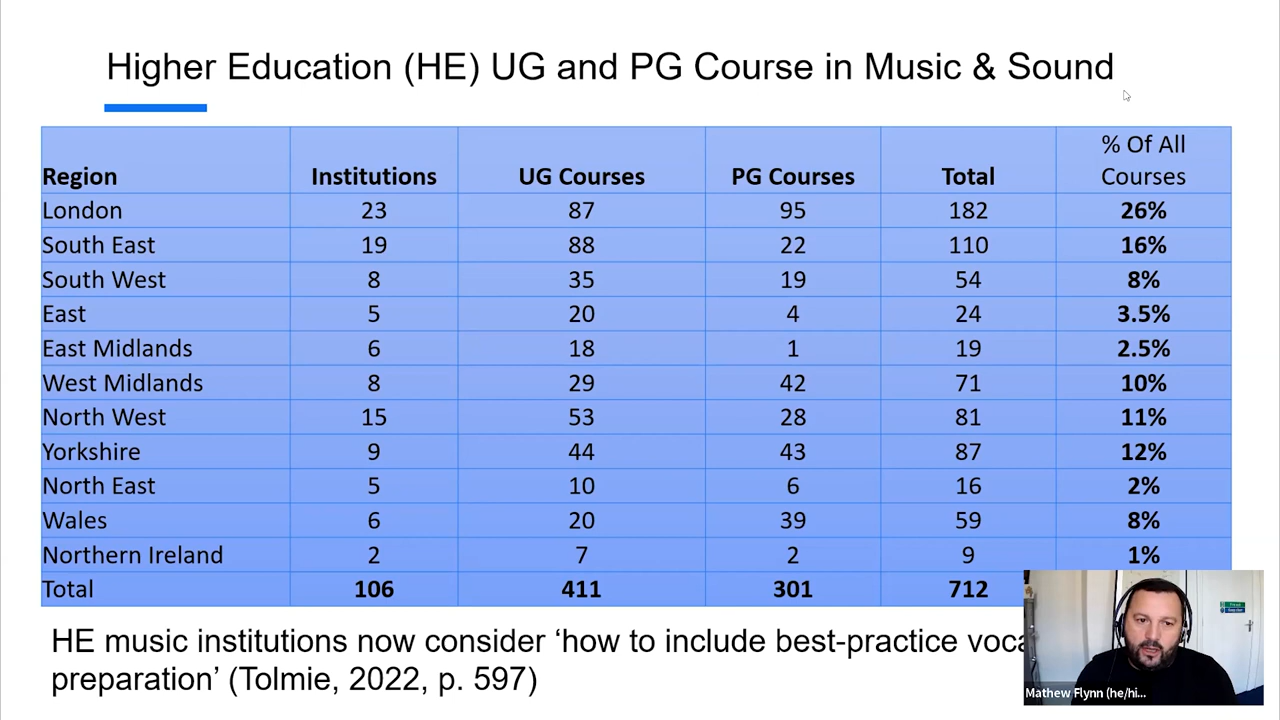 Higher Education (HE) UG and PG Course in Music & Sound
% Of All
Region Institutions UG Courses PG Courses Total Courses
London 23 87 95 182 26%
South East 19 88 22 110 16%
South West 8 35 19 54 8%
East 5 20 4 24 3.5%
East Midlands 6 18 1 19 2.5%
West Midlands 8 29 42 71 10%
North West 15 53 28 81 11%
Yorkshire 9 44 43 87 12%
North East 5 10 6 16 2%
Wales 6 20 39 59 8%
Northern Ireland 2 7 2 9 1%
Total 106 411 301 712
HE music institutions now consider ‘how to include best-practice voca
preparation’ (Tolmie, 2022, p. 597)
Mathew Flynn (he/hi...